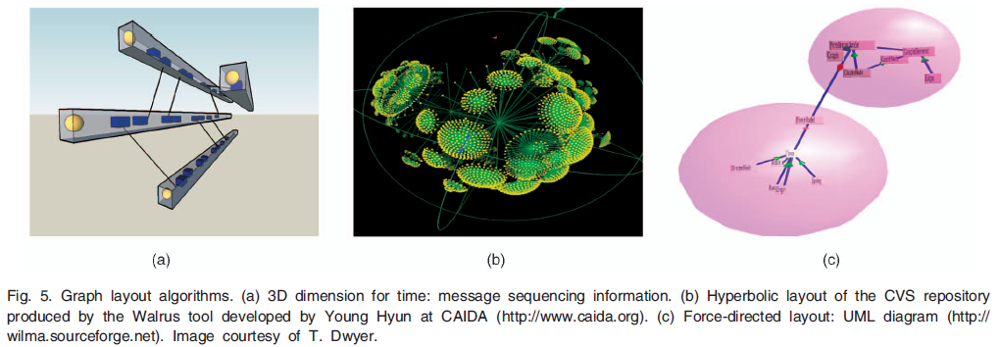 (a)
(b)
(c)
Fig. 5. Graph layout algorithms. (a) 3D dimension for time: message sequencing information. (b) Hyperbolic layout of the CVS repository
produced by the Walrus tool developed by Young Hyun at CAIDA (http://www.caida.org). (c) Force-directed layout: UML diagram (http://
wilma.sourceforge.net). Image courtesy of T. Dwyer.